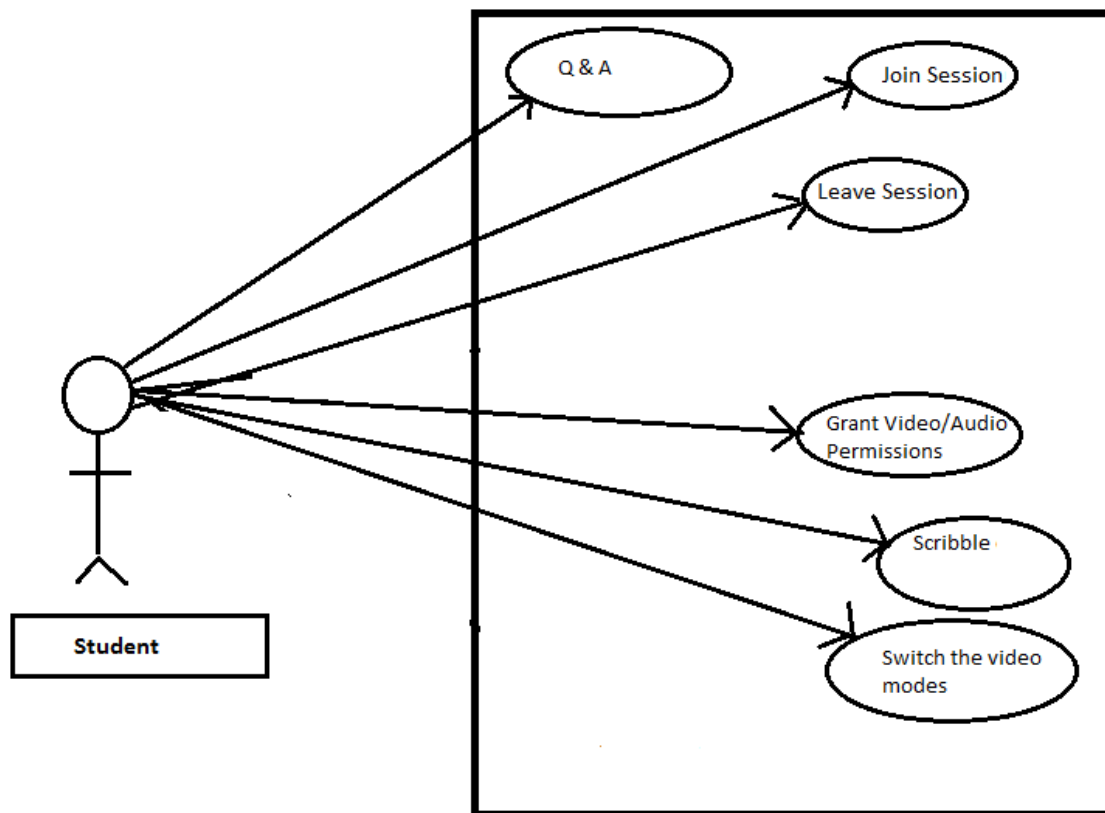 Q & A
Join Session
Leave Session
Grant Video/Audio
Permissions
Scribble
Switch the video
modes
Student